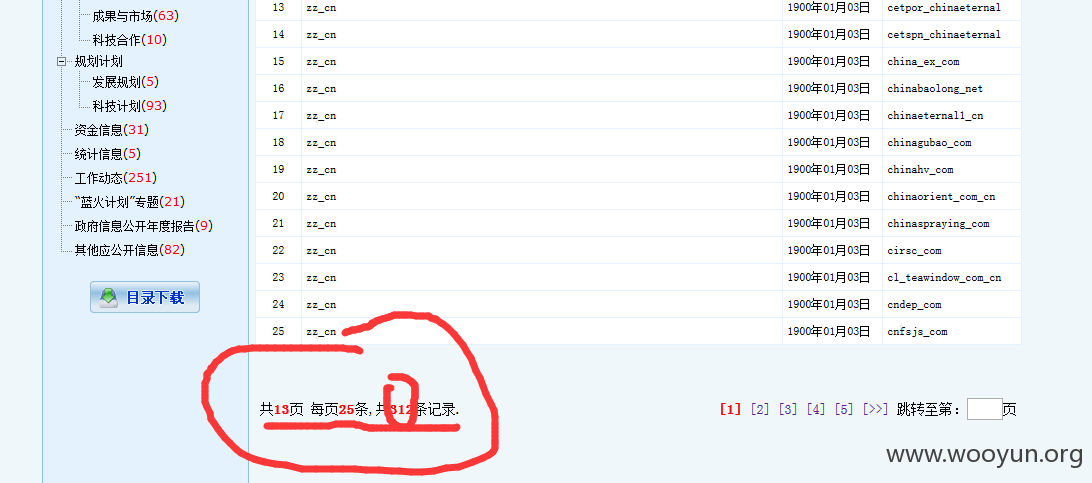 成果与市场(63)
科技合作(10)
规划计划
发展规划(5)
科技计划(93)
资金信息(31)
统计信息(5)
工作动态(251)
“蓝火计划”专题(21)
政府信息公开年度报告(9)
其他应公开信息(82)
目录下载
13 zz_cn 1900年01月03日 cetpor_chinaeternal
14 zz_cn 1900年01月03日 cetspn_chinaeternal
15 zz_cn 1900年01月03日 china_ex_com
16 zz_cn 1900年01月03日 chinabaolong_net
17 zz_cn 1900年01月03日 chinaeternal1_cn
18 zz_cn 1900年01月03日 chinagubao_com
19 zz_cn 1900年01月03日 chinahv_com
20 zz_cn 1900年01月03日 chinaorient_com_cn
21 zz_cn 1900年01月03日 chinaspraying_com
22 zz_cn 1900年01月03日 cirsc_com
23 zz_cn 1900年01月03日 cl_teawindow_com_cn
24 zz_cn 1900年01月03日 cndep_com
25 zz_cn 1900年01月03日 cnfsjs_com
共13页 每页25条,共312条记录. [1] [2] [3] [4] [5] [>>] 跳转至第: 页
www.wooyun.org